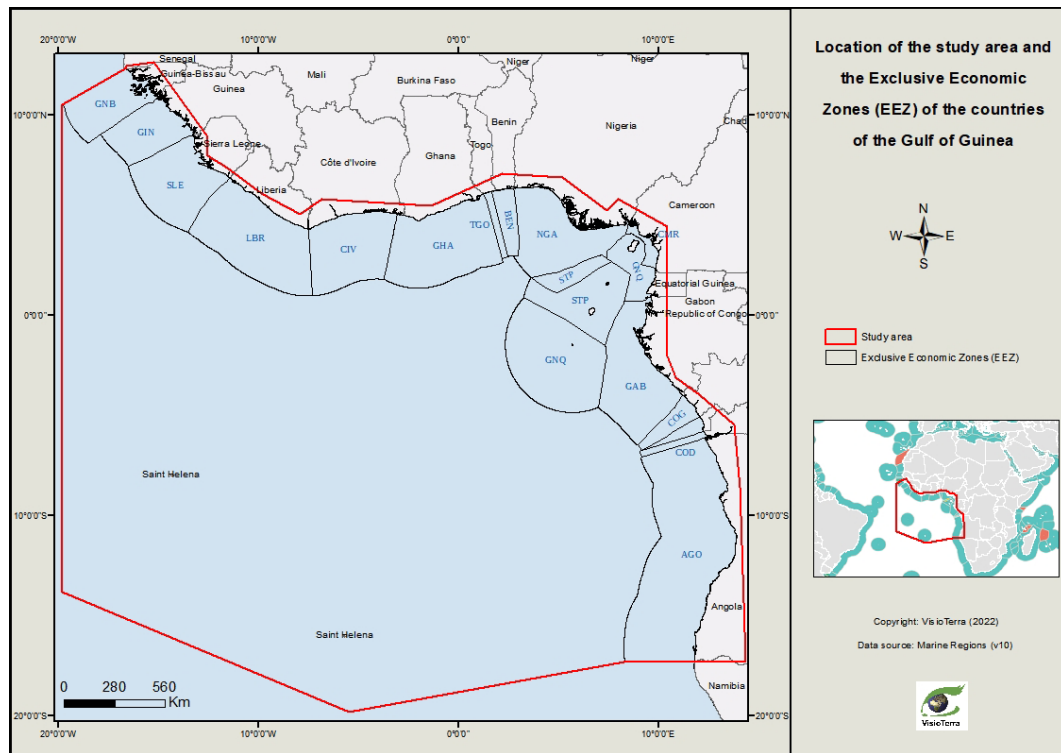 20°0'0"W
10°0'0"W
0°0'0"
10°0'0"E
Senegal
Guinea-Bissau
Guinea
Mali
Burkina Faso
Niger
Niger
Benin
Nigeria
Togo
Ghana
Côte d'Ivoire
Sierra Leone
Liberia
Cameroon
Equatorial Guinea
Gabon
Republic of Congo
10°0'0"N
10°0'0"N
GNB
GIN
SLE
LBR
CIV
GHA
TGO
BEN
NGA
CMR
GNQ
STP
STP
0°0'0"
0°0'0"
GNQ
GAB
COG
COD
Saint Helena
10°0'0"S
10°0'0"S
AGO
Angola
Saint Helena
Namibia
0 280 560
Km
20°0'0"S
20°0'0"S
20°0'0"W
10°0'0"W
0°0'0"
10°0'0"E
Location of the study area and
the Exclusive Economic
Zones (EEZ) of the countries
of the Gulf of Guinea
N
W E
S
Study area
Exclusive Economic Zones (EEZ)
Copyright: VisioTerra (2022)
Data source: Marine Regions (v10)
VisioTerra